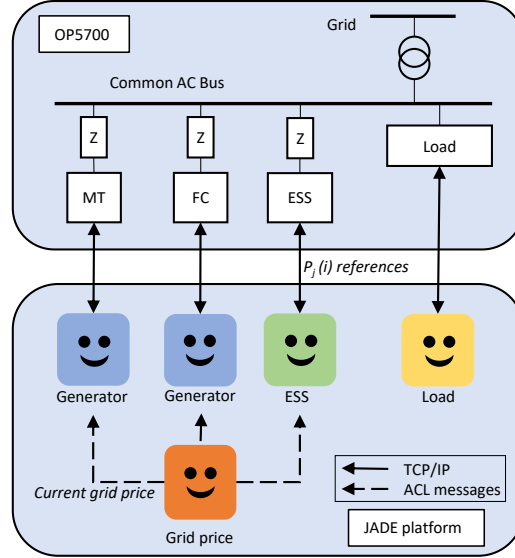 OP5700
Grid
Common AC Bus
Z
Z
Z
Load
MT
FC
ESS
P_j (i) references
Generator
Generator
ESS
Load
Current grid price
Grid price
TCP/IP
ACL messages
JADE platform